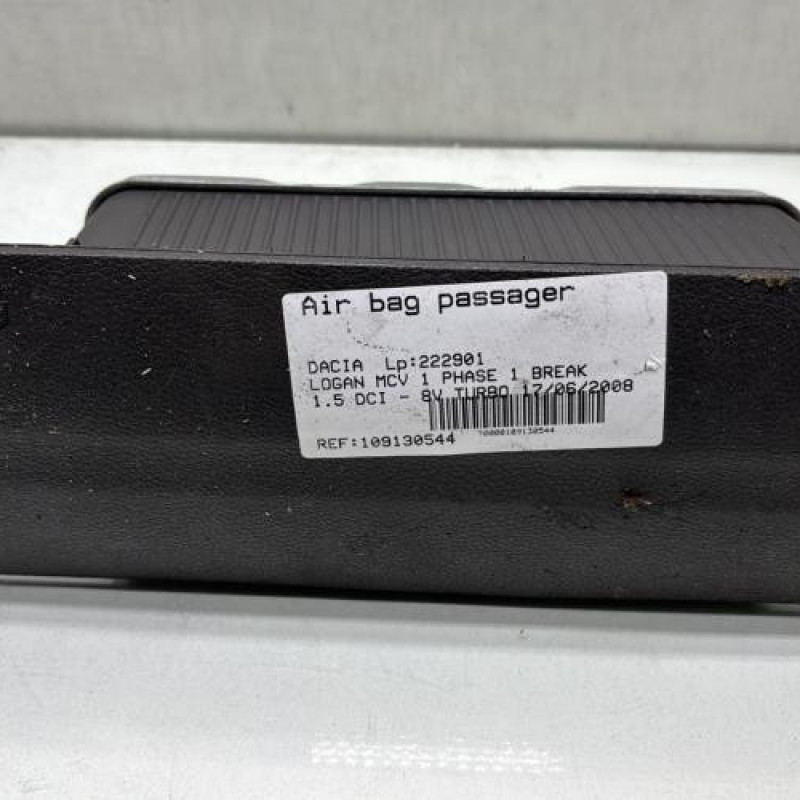 Air bag passager
DACIA Lp:222901
LOGAN MCV 1 PHASE 1 BREAK
1.5 DCI - 8V TURBO 17/06/2008
REF:109130544